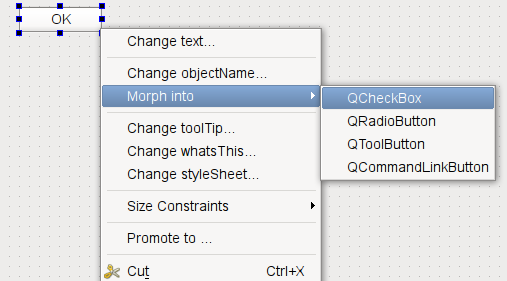 OK
Change text...
Change objectName...
Morph into
QCheckBox
QRadioButton
QToolButton
QCommandLinkButton
Change toolTip...
Change whatsThis...
Change styleSheet...
Size Constraints
Promote to ...
Cut Ctrl+X